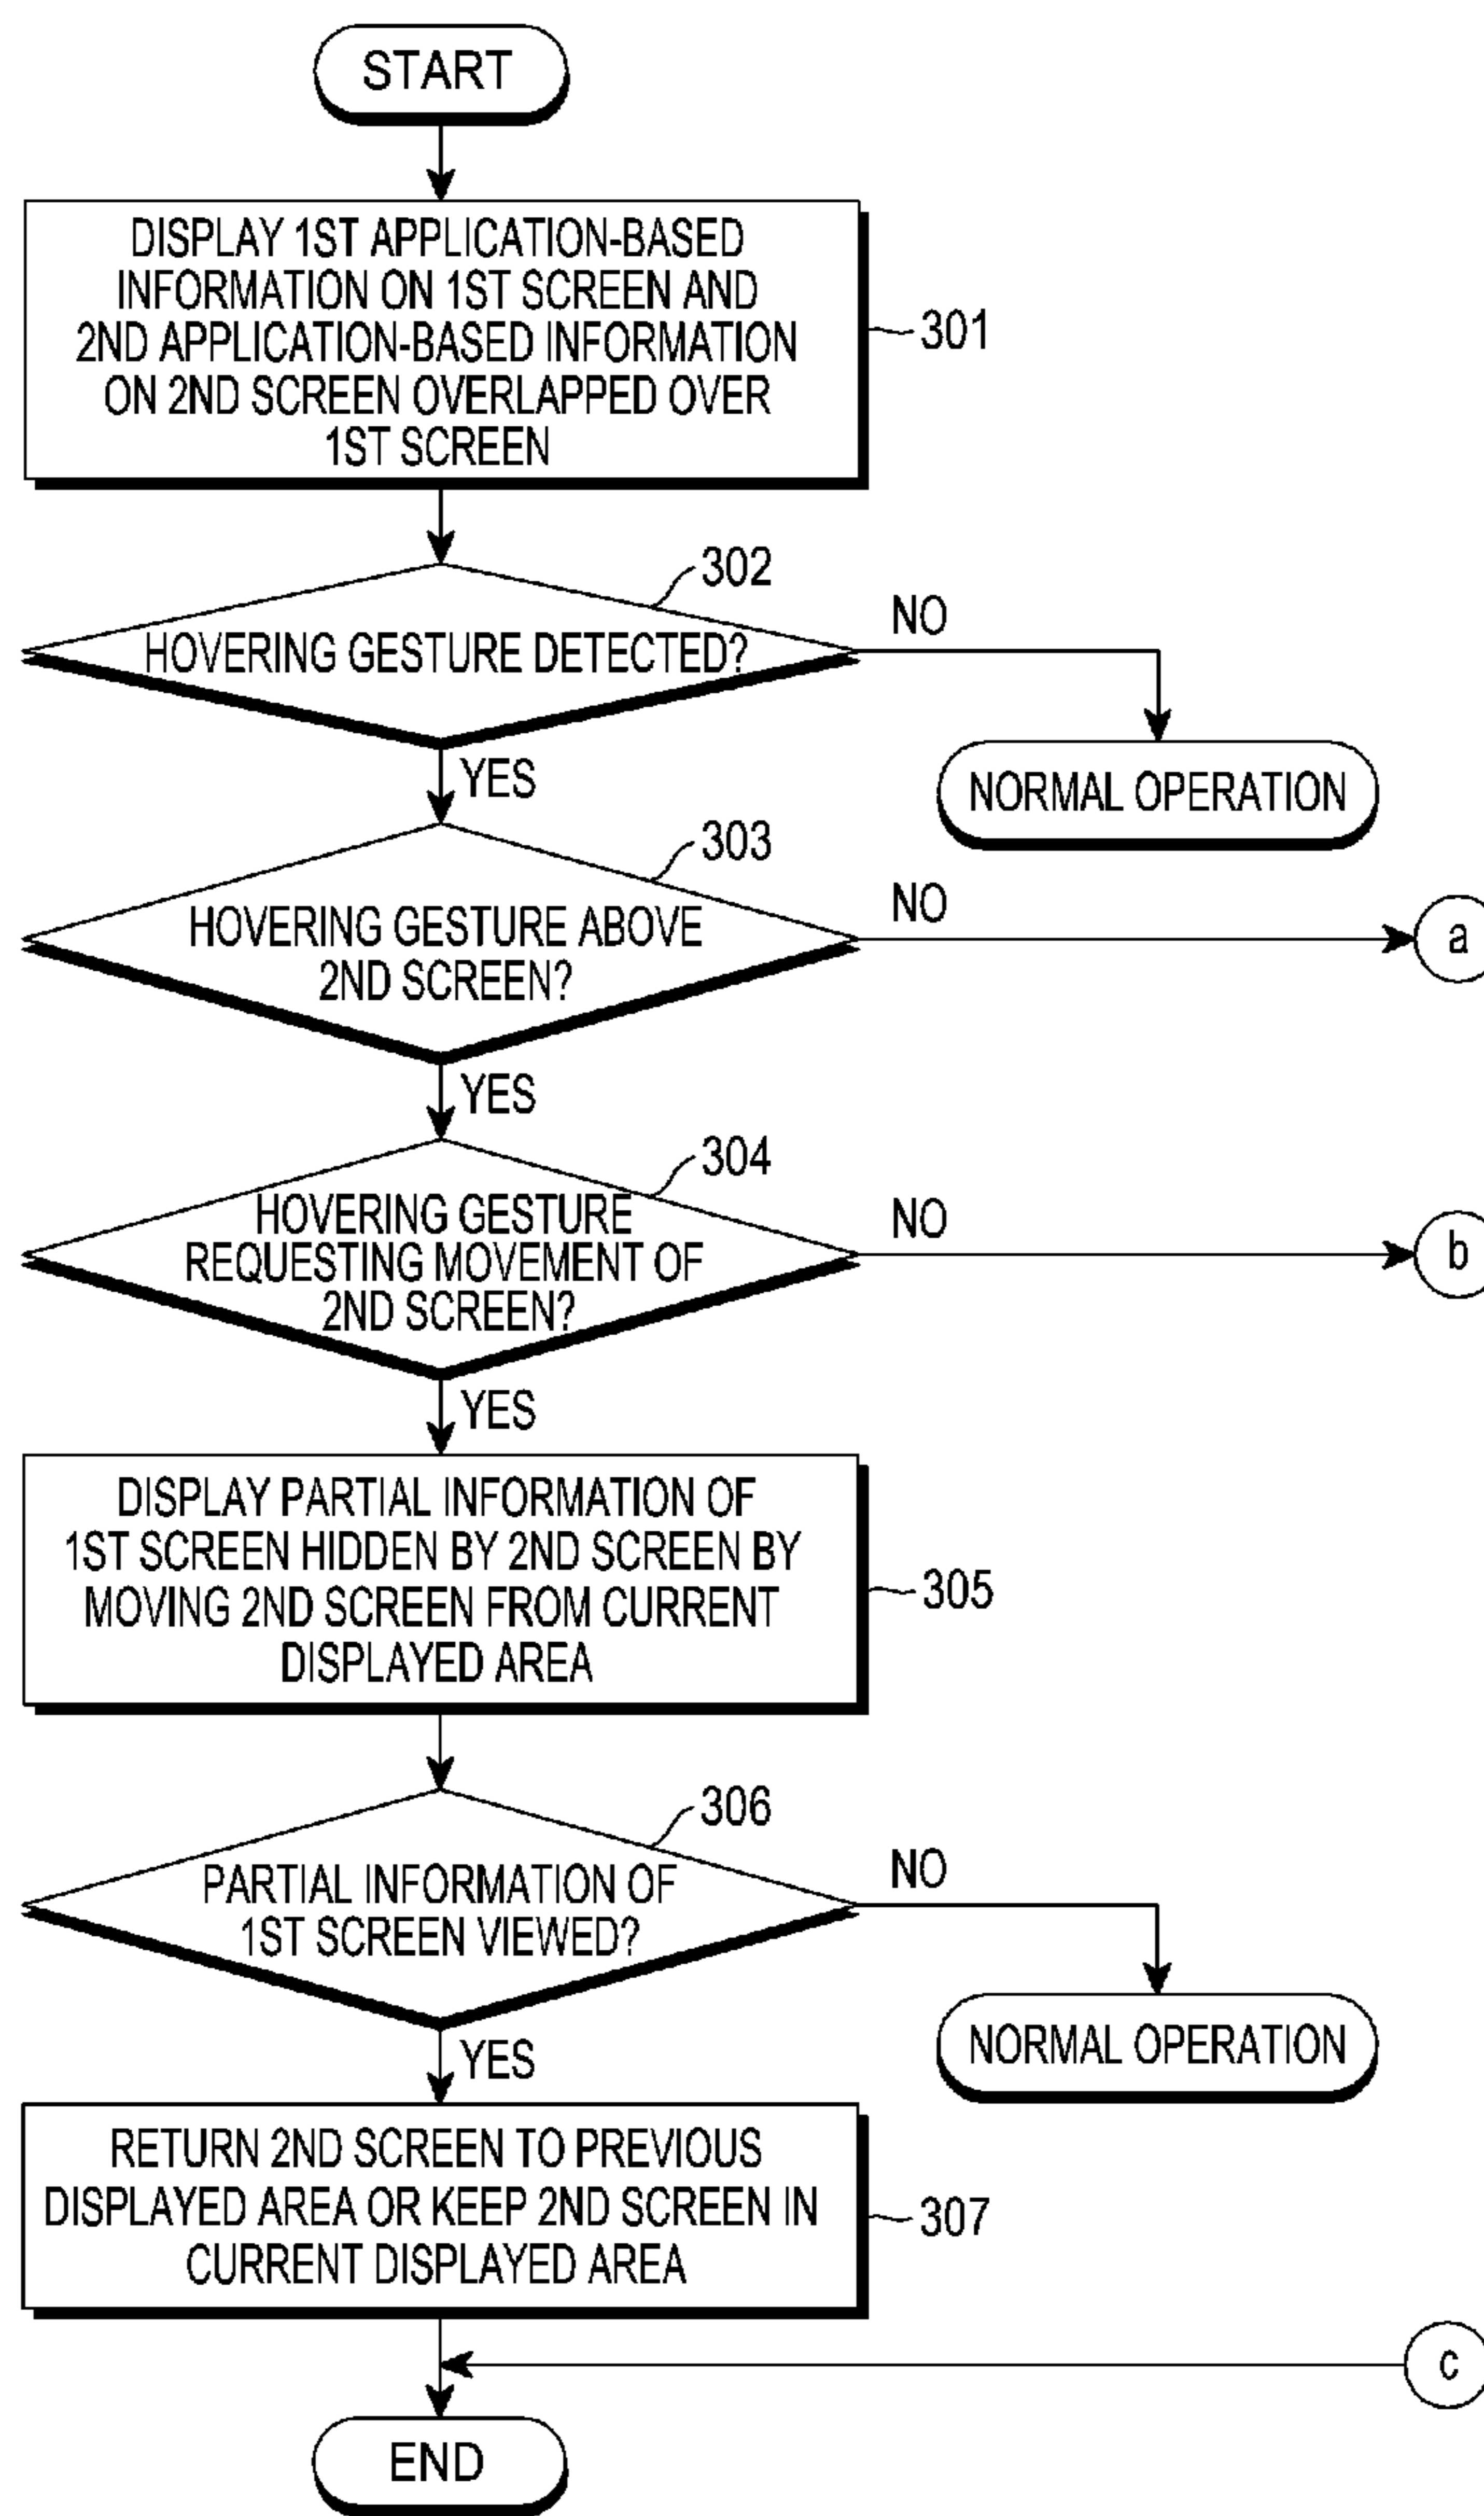 START
DISPLAY 1ST APPLICATION-BASED
INFORMATION ON 1ST SCREEN AND
2ND APPLICATION-BASED INFORMATION
ON 2ND SCREEN OVERLAPPED OVER
1ST SCREEN
301
302
HOVERING GESTURE DETECTED?
NO
NORMAL OPERATION
YES
303
HOVERING GESTURE ABOVE
2ND SCREEN?
NO
a
YES
304
HOVERING GESTURE
REQUESTING MOVEMENT OF
2ND SCREEN?
NO
b
YES
DISPLAY PARTIAL INFORMATION OF
1ST SCREEN HIDDEN BY 2ND SCREEN BY
MOVING 2ND SCREEN FROM CURRENT
DISPLAYED AREA
305
306
PARTIAL INFORMATION OF
1ST SCREEN VIEWED?
NO
NORMAL OPERATION
YES
RETURN 2ND SCREEN TO PREVIOUS
DISPLAYED AREA OR KEEP 2ND SCREEN IN
CURRENT DISPLAYED AREA
307
c
END